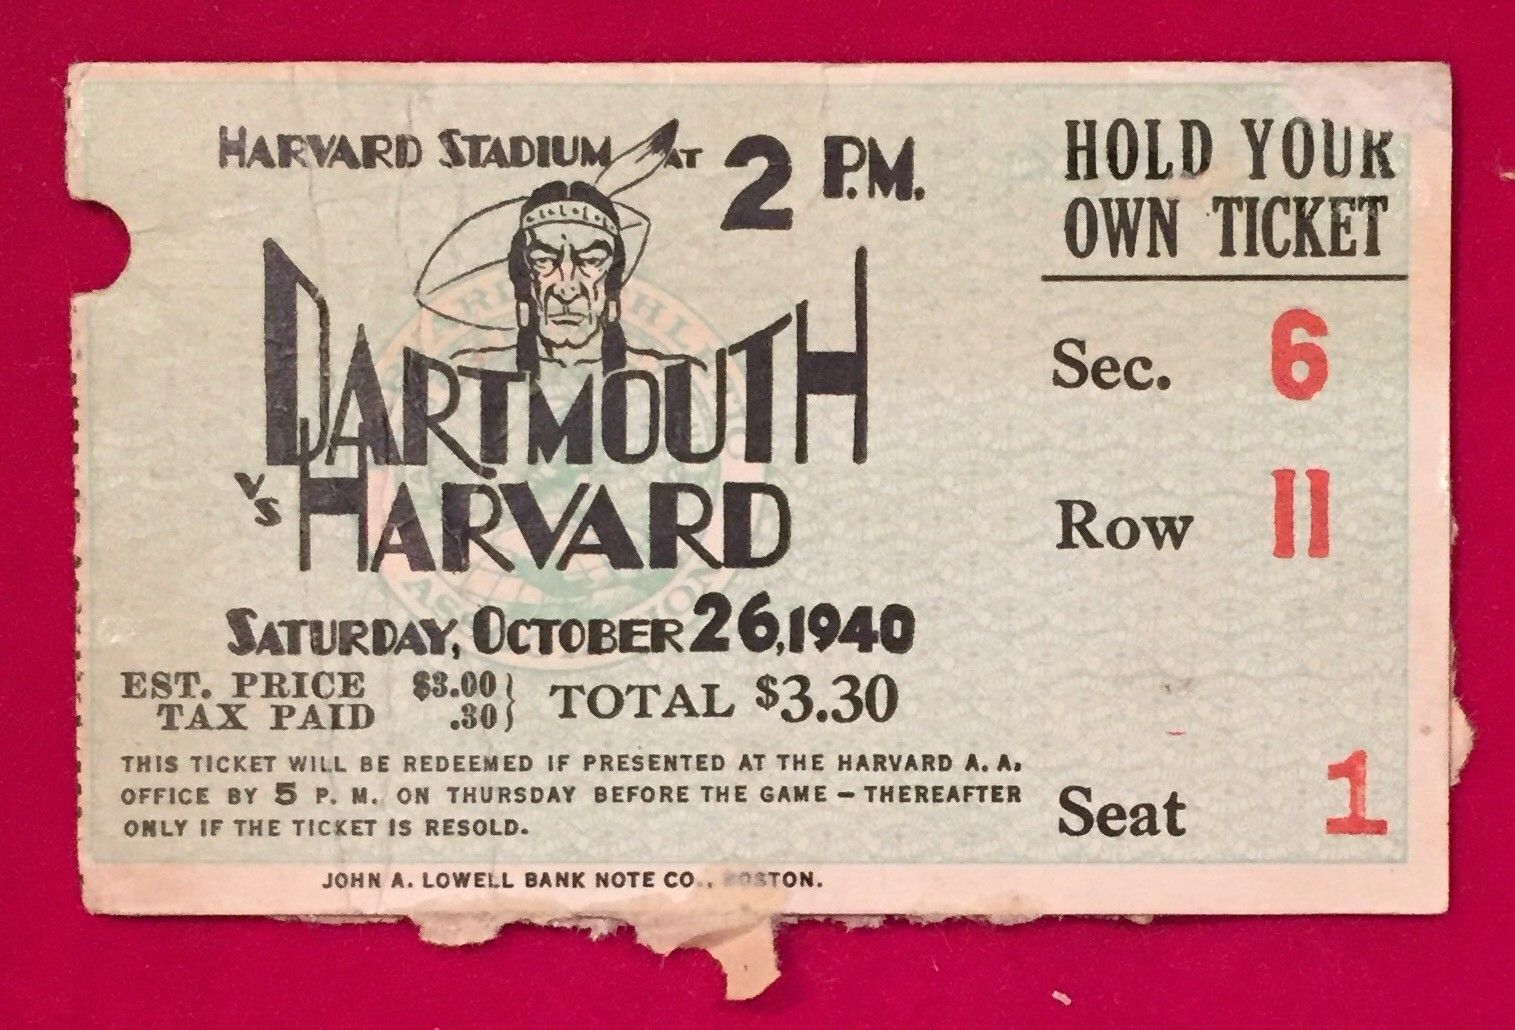 HARVARD STADIUM AT 2 P.M.
DARTMOUTH
VS HARVARD
SATURDAY, OCTOBER 26, 1940
EST. PRICE $3.00
TAX PAID .30
TOTAL $3.30
THIS TICKET WILL BE REDEEMED IF PRESENTED AT THE HARVARD A. A.
OFFICE BY 5 P. M. ON THURSDAY BEFORE THE GAME — THEREAFTER
ONLY IF THE TICKET IS RESOLD.
JOHN A. LOWELL BANK NOTE CO., BOSTON.
HOLD YOUR
OWN TICKET
Sec. 6
Row 11
Seat 1